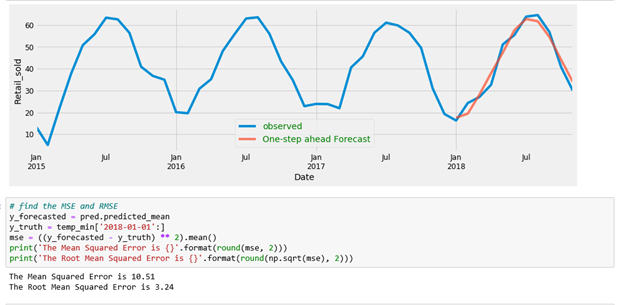 60
50
40
30
20
10
Retail_sold
observed
One-step ahead Forecast
Jan Jul Jan Jul Jan Jul Jan Jul
2015 2016 2017 2018
Date
# find the MSE and RMSE
y_forecasted = pred.predicted_mean
y_truth = temp_min['2018-01-01':]
mse = ((y_forecasted - y_truth) ** 2).mean()
print('The Mean Squared Error is {}'.format(round(mse, 2)))
print('The Root Mean Squared Error is {}'.format(round(np.sqrt(mse), 2)))
The Mean Squared Error is 10.51
The Root Mean Squared Error is 3.24